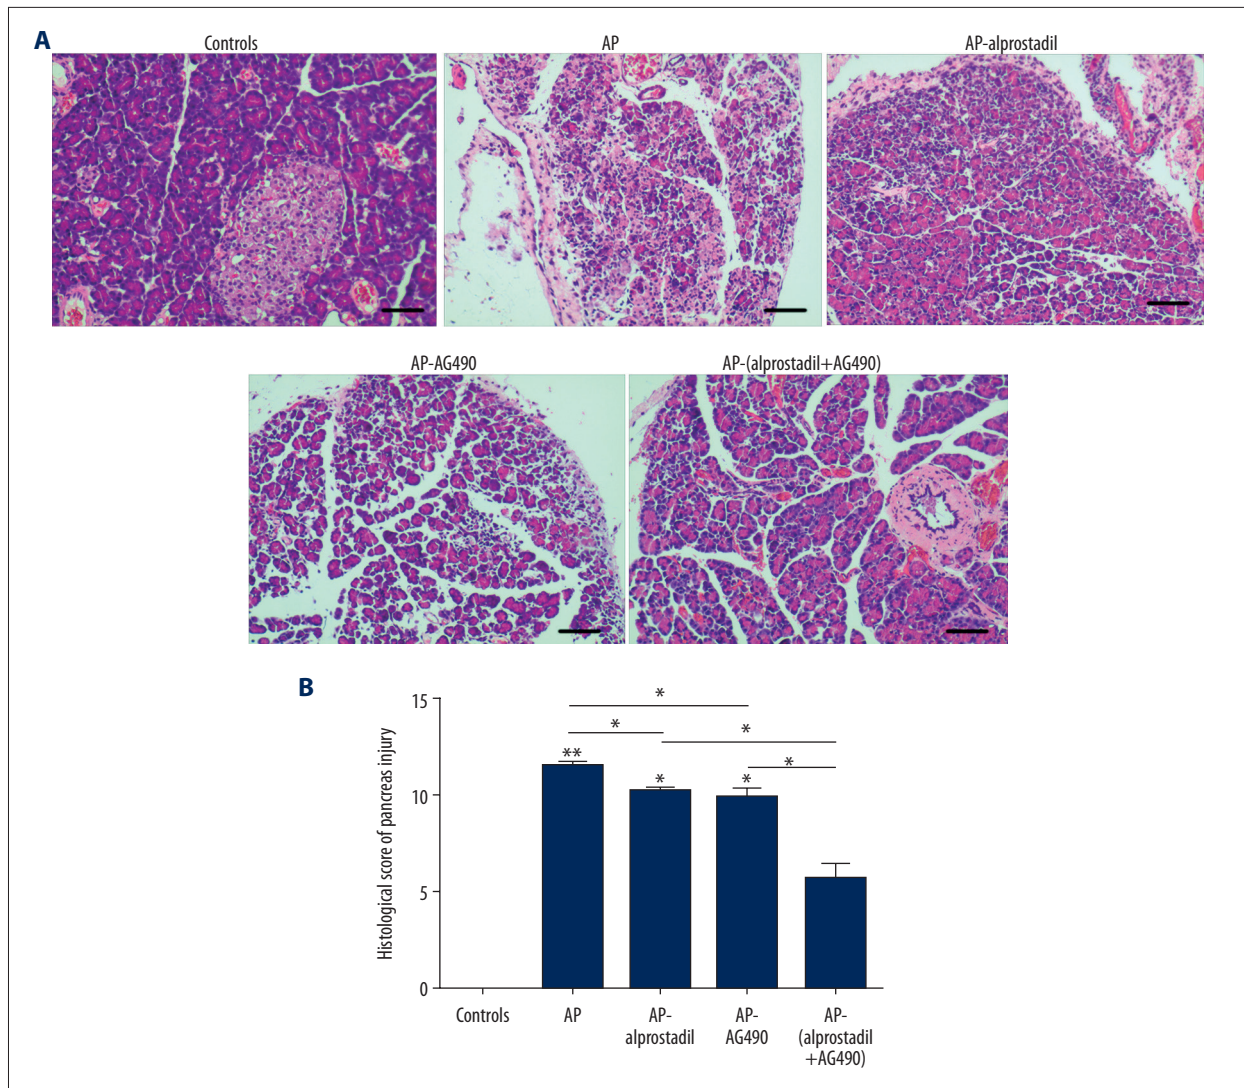 A
Controls
AP
AP-alprostadil
AP-AG490
AP-(alprostadil+AG490)
B
Histological score of pancreas injury
15
10
5
0
*
*
*
**
*
*
*
Controls
AP
AP-
alprostadil
AP-
AG490
AP-
(alprostadil
+AG490)